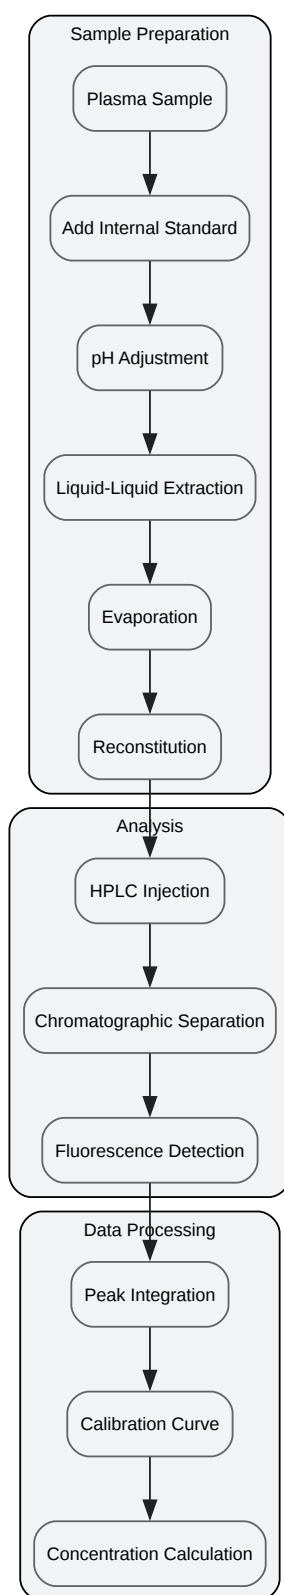 Sample Preparation
Plasma Sample
Add Internal Standard
pH Adjustment
Liquid-Liquid Extraction
Evaporation
Reconstitution
Analysis
HPLC Injection
Chromatographic Separation
Fluorescence Detection
Data Processing
Peak Integration
Calibration Curve
Concentration Calculation